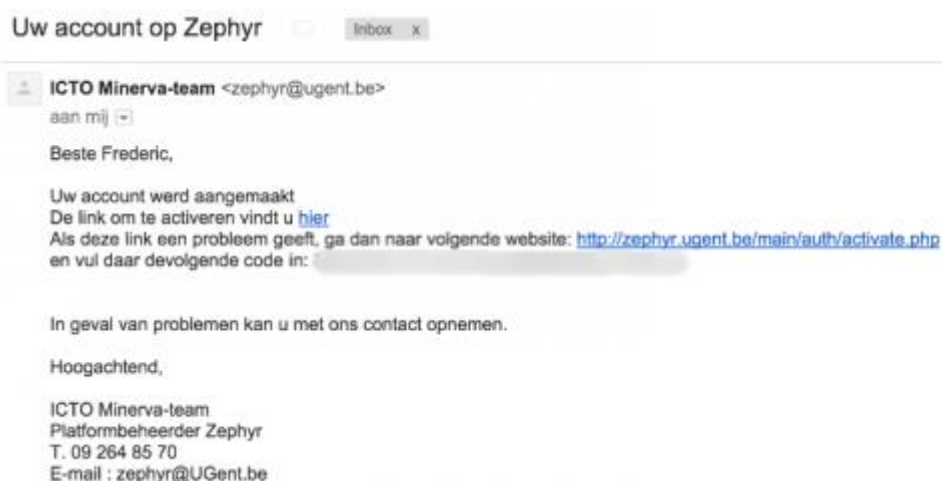 Uw account op Zephyr
Inbox x
ICTO Minerva-team <zephyr@ugent.be>
aan mij
Beste Frederic,
Uw account werd aangemaakt
De link om te activeren vindt u hier
Als deze link een probleem geeft, ga dan naar volgende website: http://zephyr.ugent.be/main/auth/activate.php
en vul daar devolgende code in:
In geval van problemen kan u met ons contact opnemen.
Hoogachtend,
ICTO Minerva-team
Platformbeheerder Zephyr
T. 09 264 85 70
E-mail : zephyr@UGent.be